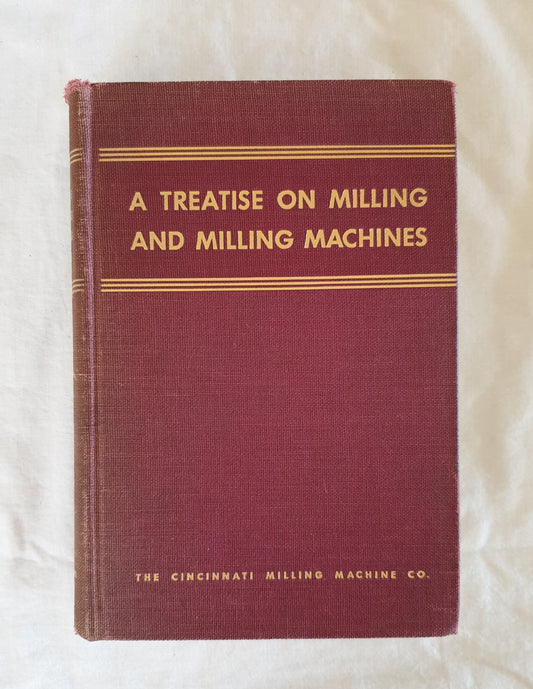 A TREATISE ON MILLING
AND MILLING MACHINES
THE CINCINNATI MILLING MACHINE CO.